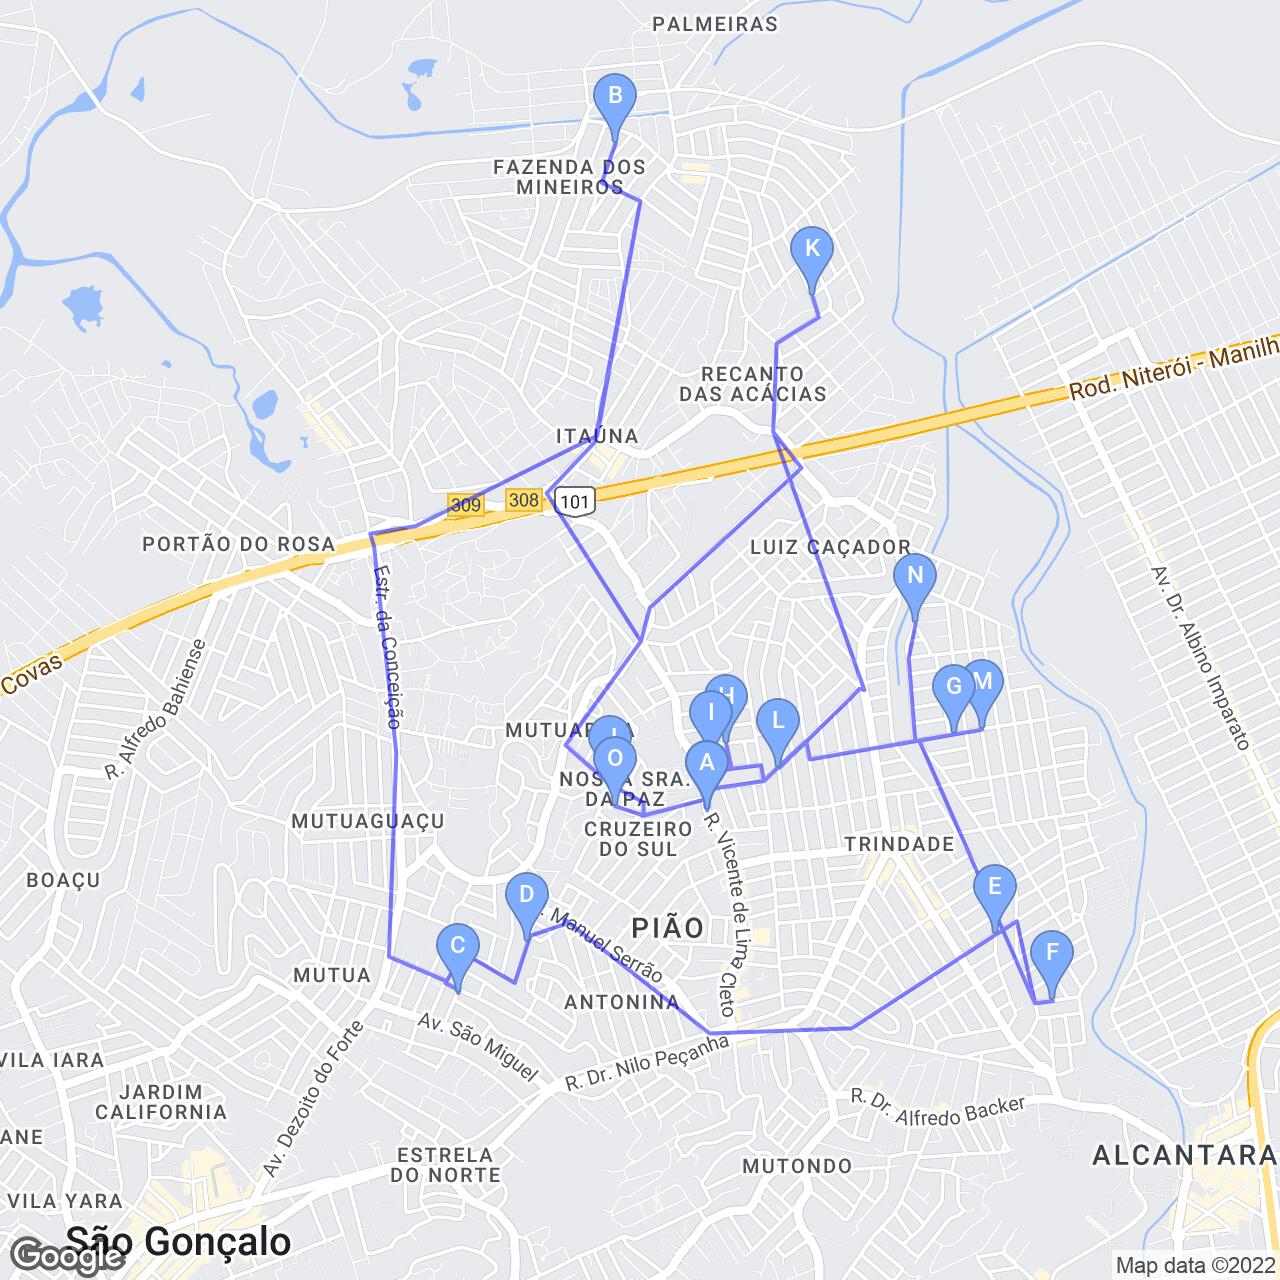 PALMEIRAS
B
FAZENDA DOS
MINEIROS
K
RECANTO
DAS ACÁCIAS
Rod. Niterói - Manilh
ITAÚNA
309
308
101
PORTÃO DO ROSA
LUIZ CAÇADOR
Estr. da Conceição
Av. Dr. Albino Imparato
N
Covas
R. Alfredo Bahiense
G
M
H
I
L
J
O
A
NOSSA SRA.
DA PAZ
CRUZEIRO
DO SUL
MUTUAGUAÇU
R. Vicente de Lima Cleto
TRINDADE
BOAÇU
E
D
Manuel Serrão
PIÃO
C
F
MUTUA
ANTONINA
Av. São Miguel
R. Dr. Nilo Peçanha
VILA IARA
JARDIM
CALIFORNIA
Av. Dezoito do Forte
R. Dr. Alfredo Backer
ANE
ESTRELA
DO NORTE
MUTONDO
ALCANTARA
VILA YARA
São Gonçalo
Google
Map data ©2022